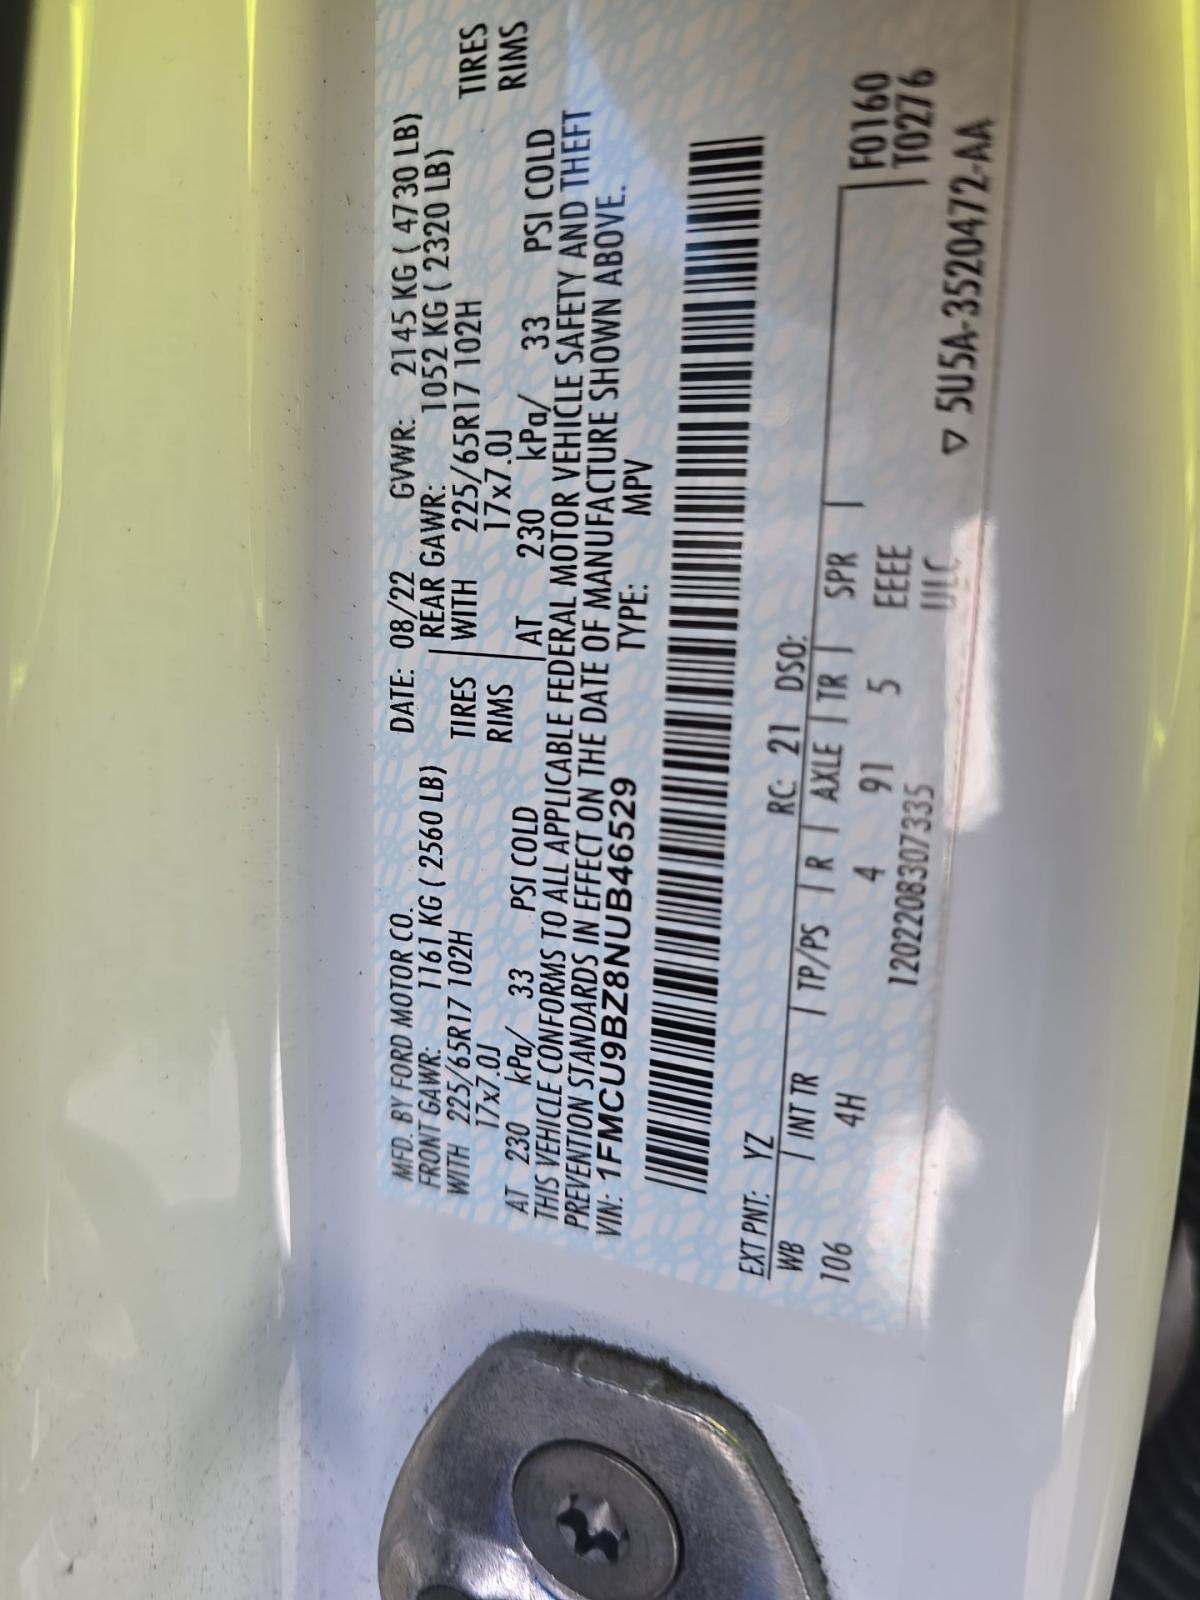 MFD. BY FORD MOTOR CO. DATE: 08/22 GVWR: 2145 KG ( 4730 LB)
FRONT GAWR: 1161 KG ( 2560 LB) REAR GAWR: 1052 KG ( 2320 LB)
WITH 225/65R17 102H TIRES WITH 225/65R17 102H TIRES
17x7.0J RIMS 17x7.0J RIMS
AT 230 kPa/ 33 PSI COLD AT 230 kPa/ 33 PSI COLD
THIS VEHICLE CONFORMS TO ALL APPLICABLE FEDERAL MOTOR VEHICLE SAFETY AND THEFT
PREVENTION STANDARDS IN EFFECT ON THE DATE OF MANUFACTURE SHOWN ABOVE.
VIN: 1FMCU9BZ8NUB46529 TYPE: MPV
EXT PNT: YZ RC: 21 DSO:
WB INT TR TP/PS R AXLE TR SPR F0160
106 4H 4 91 5 EEEE T0276
1202208307335 ULC
▽ 5U5A-3520472-AA